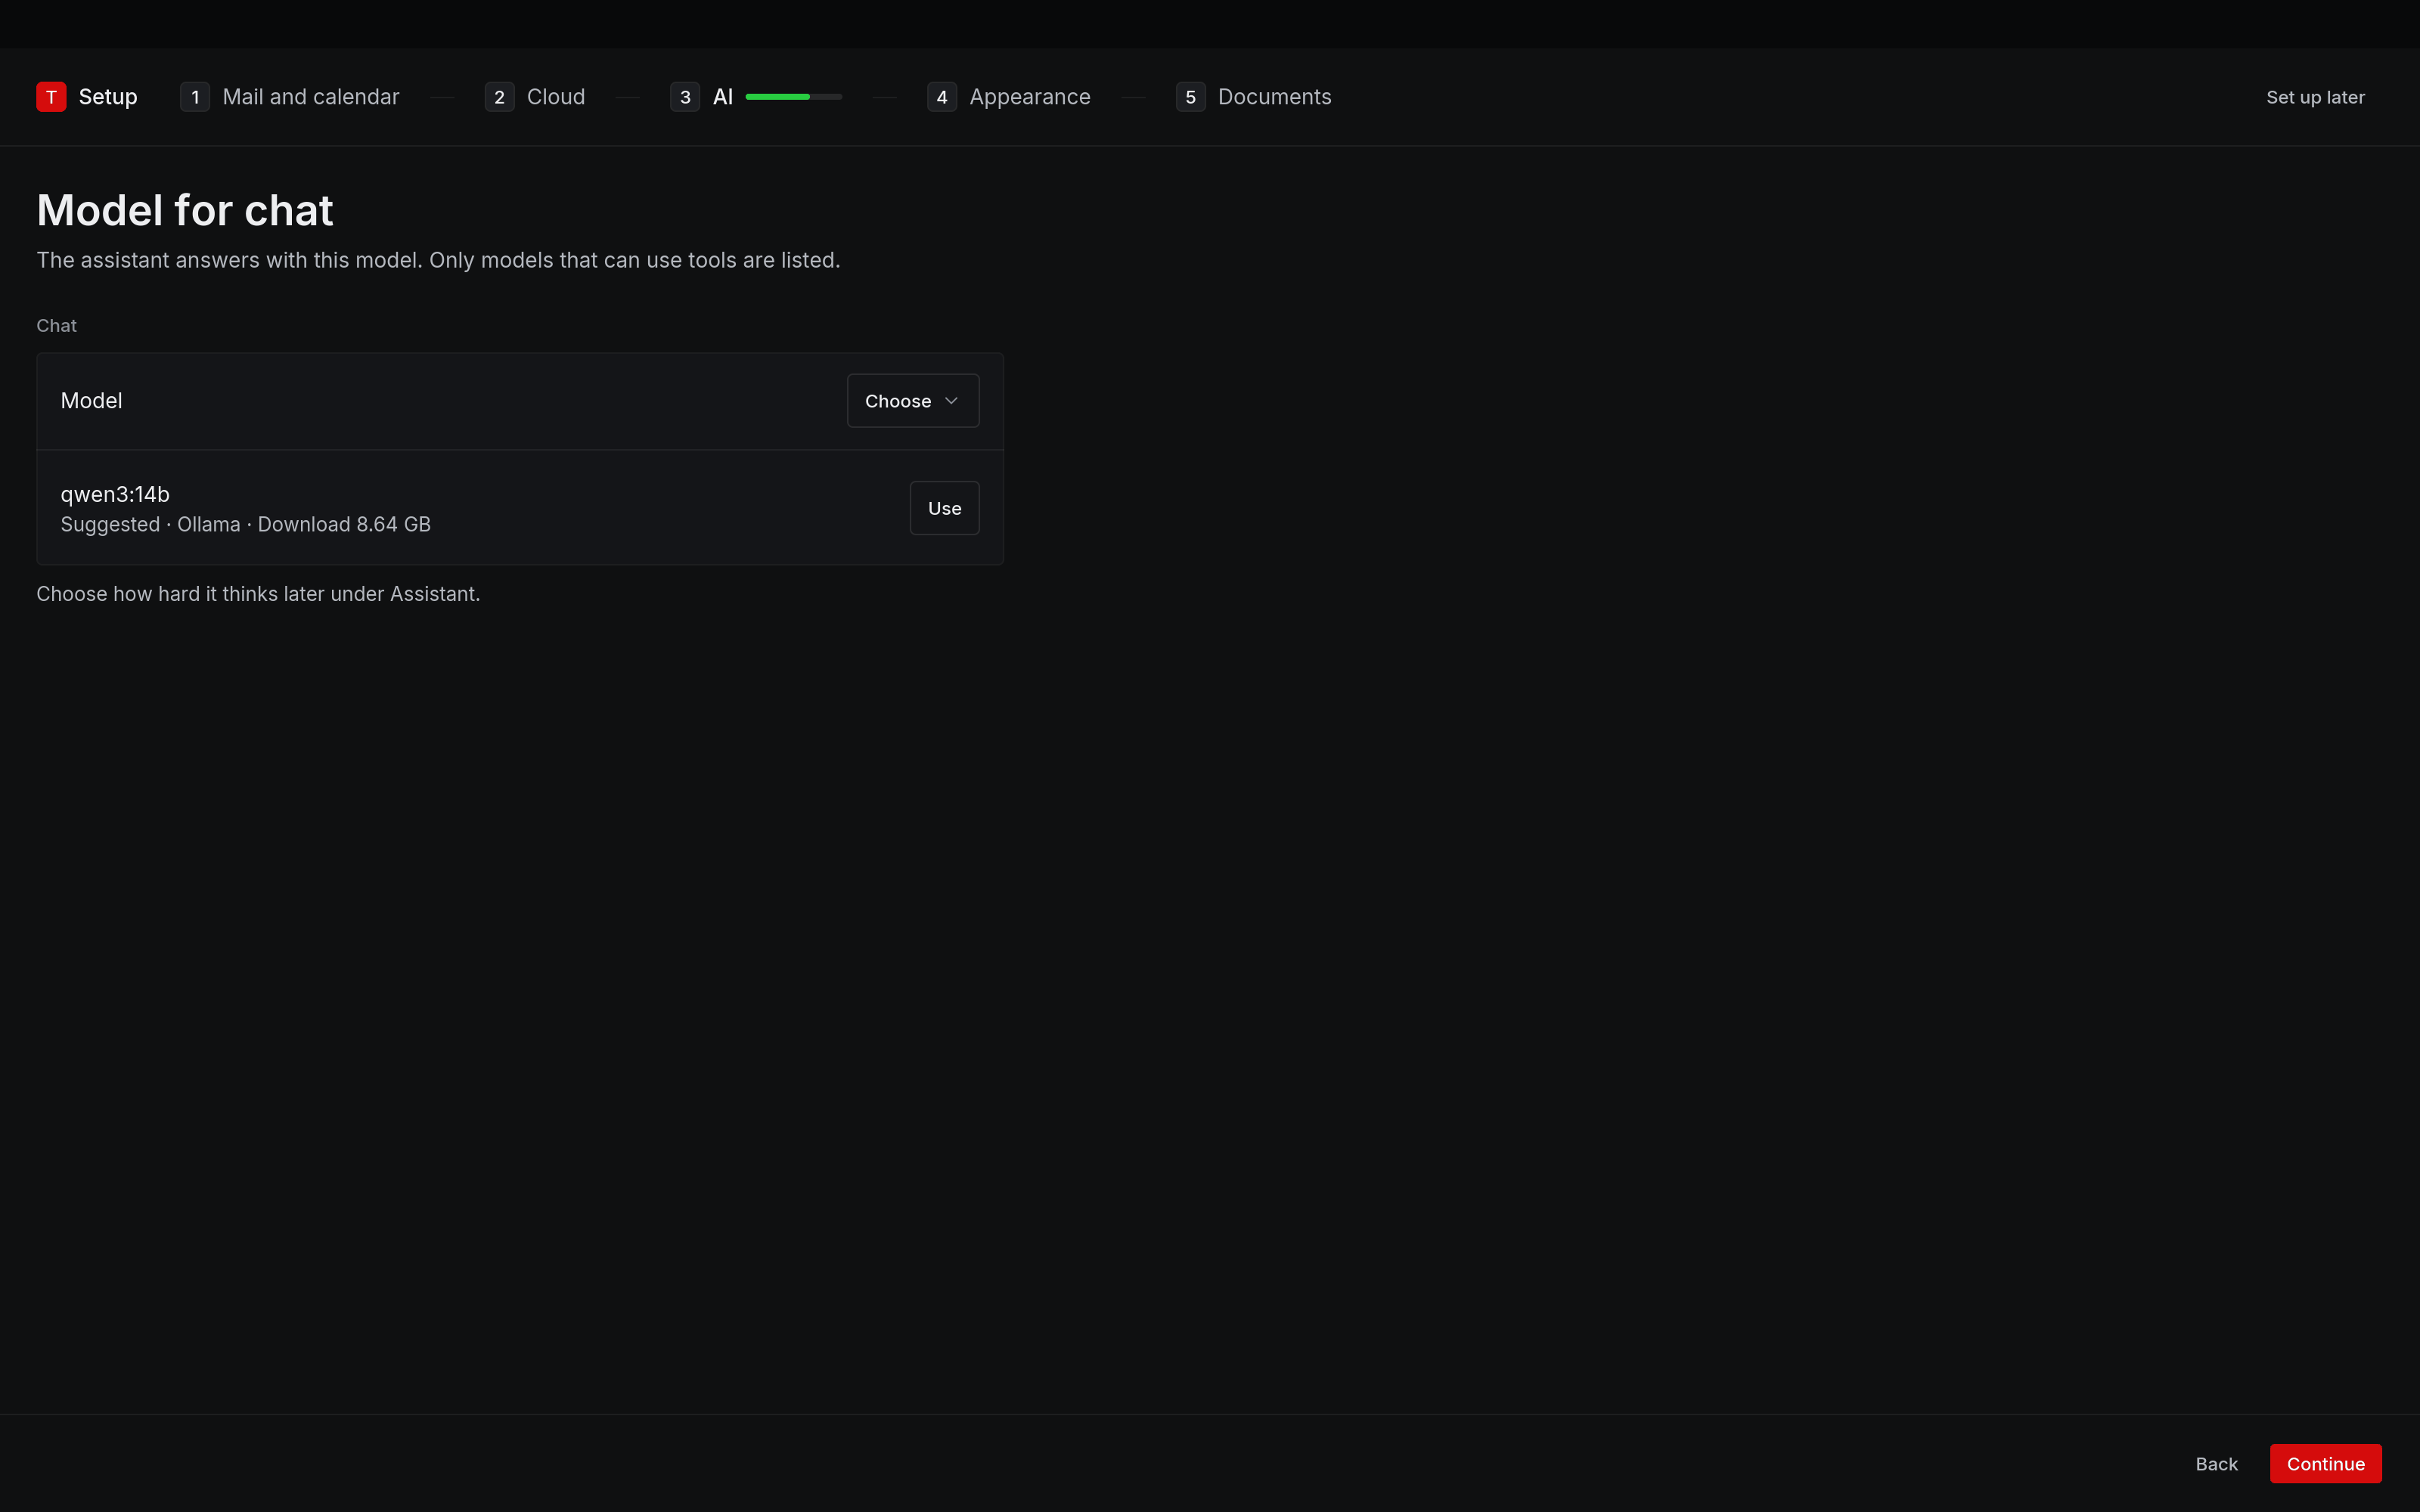 T Setup 1 Mail and calendar 2 Cloud 3 AI 4 Appearance 5 Documents Set up later
Model for chat
The assistant answers with this model. Only models that can use tools are listed.
Chat
Model Choose
qwen3:14b
Suggested · Ollama · Download 8.64 GB
Use
Choose how hard it thinks later under Assistant.
Back Continue